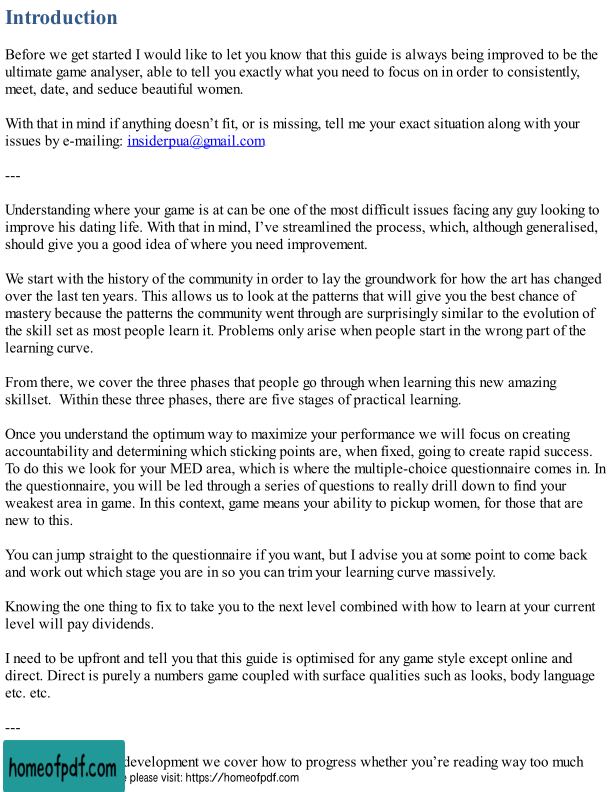 Introduction
Before we get started I would like to let you know that this guide is always being improved to be the
ultimate game analyser, able to tell you exactly what you need to focus on in order to consistently,
meet, date, and seduce beautiful women.
With that in mind if anything doesn't fit, or is missing, tell me your exact situation along with your
issues by e-mailing: insiderpua@gmail.com
---
Understanding where your game is at can be one of the most difficult issues facing any guy looking to
improve his dating life. With that in mind, I've streamlined the process, which, although generalised,
should give you a good idea of where you need improvement.
We start with the history of the community in order to lay the groundwork for how the art has changed
over the last ten years. This allows us to look at the patterns that will give you the best chance of
mastery because the patterns the community went through are surprisingly similar to the evolution of
the skill set as most people learn it. Problems only arise when people start in the wrong part of the
learning curve.
From there, we cover the three phases that people go through when learning this new amazing
skillset.  Within these three phases, there are five stages of practical learning.
Once you understand the optimum way to maximize your performance we will focus on creating
accountability and determining which sticking points are, when fixed, going to create rapid success.
To do this we look for your MED area, which is where the multiple-choice questionnaire comes in. In
the questionnaire, you will be led through a series of questions to really drill down to find your
weakest area in game. In this context, game means your ability to pickup women, for those that are
new to this.
You can jump straight to the questionnaire if you want, but I advise you at some point to come back
and work out which stage you are in so you can trim your learning curve massively.
Knowing the one thing to fix to take you to the next level combined with how to learn at your current
level will pay dividends.
I need to be upfront and tell you that this guide is optimised for any game style except online and
direct. Direct is purely a numbers game coupled with surface qualities such as looks, body language
etc. etc.
---
development we cover how to progress whether you're reading way too much
homeofpdf.com
please visit: https://homeofpdf.com